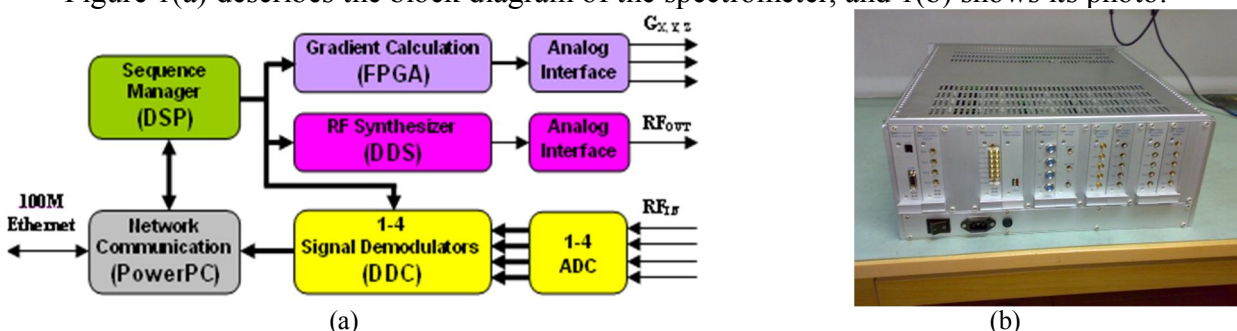 Figure 1(a) describes the block diagram of the spectrometer, and 1(b) shows its photo.
Sequence
Manager
(DSP)
Gradient Calculation
(FPGA)
Analog
Interface
GX, Y, Z
RF Synthesizer
(DDS)
Analog
Interface
RFOUT
100M
Ethernet
Network
Communication
(PowerPC)
1-4
Signal Demodulators
(DDC)
1-4
ADC
RFIN
(a)
(b)